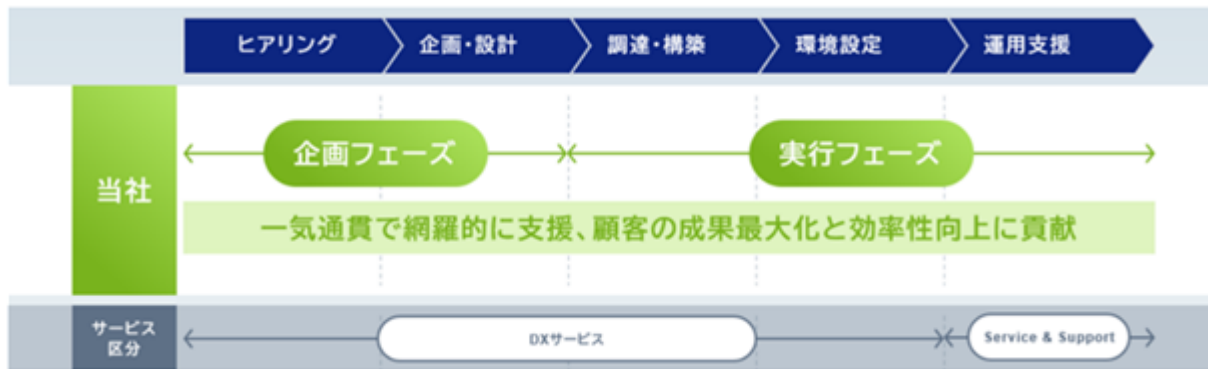 ヒアリング
企画・設計
調達・構築
環境設定
運用支援
当社
企画フェーズ
実行フェーズ
一気通貫で網羅的に支援、顧客の成果最大化と効率性向上に貢献
サービス
区分
DXサービス
Service & Support